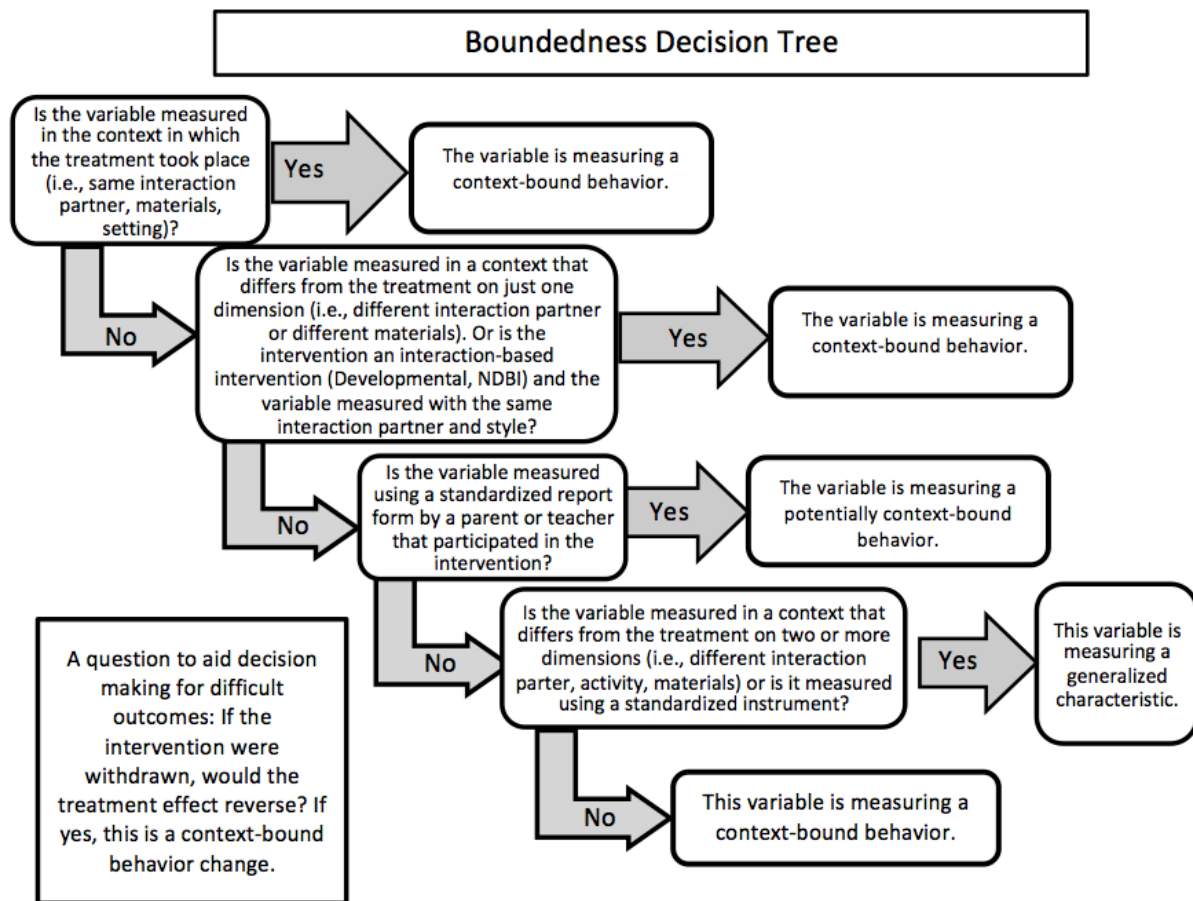 Boundedness Decision Tree
Is the variable measured
in the context in which
the treatment took place
(i.e., same interaction
partner, materials,
setting)?
Yes
The variable is measuring a
context-bound behavior.
No
Is the variable measured in a context that
differs from the treatment on just one
dimension (i.e., different interaction partner
or different materials). Or is the
intervention an interaction-based
intervention (Developmental, NDBI) and the
variable measured with the same
interaction partner and style?
Yes
The variable is measuring a
context-bound behavior.
No
Is the variable measured
using a standardized report
form by a parent or teacher
that participated in the
intervention?
Yes
The variable is measuring a
potentially context-bound
behavior.
No
Is the variable measured in a context that
differs from the treatment on two or more
dimensions (i.e., different interaction
parter, activity, materials) or is it measured
using a standardized instrument?
Yes
This variable is
measuring a
generalized
characteristic.
No
This variable is measuring a
context-bound behavior.
A question to aid decision
making for difficult
outcomes: If the
intervention were
withdrawn, would the
treatment effect reverse? If
yes, this is a context-bound
behavior change.